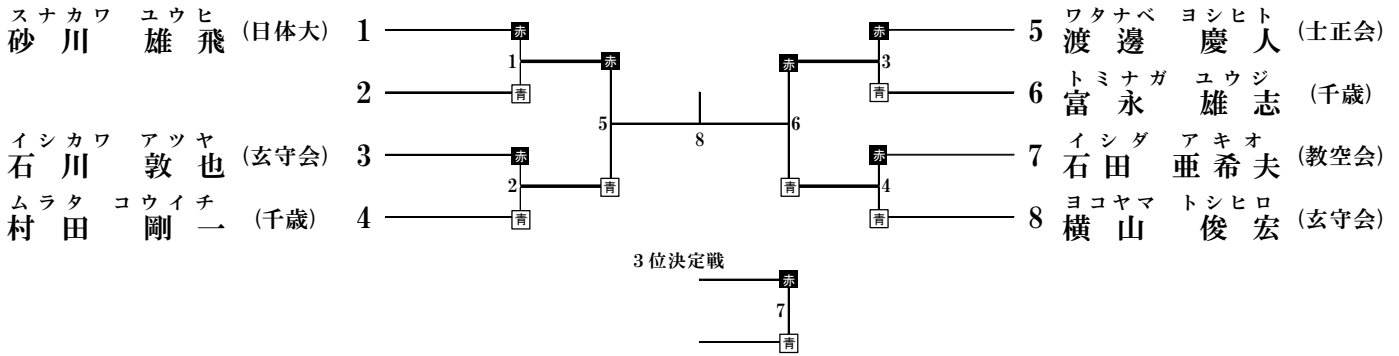 スナカワ ユウヒ
砂川 雄飛 (日体大) 1
2
イシカワ アツヤ
石川 敦也 (玄守会) 3
ムラタ コウイチ
村田 剛一 (千歳) 4
赤
1
青
赤
2
青
赤
5
青
8
赤
6
青
赤
3
青
赤
4
青
ワタナベ ヨシヒト
5 渡邊 慶人 (士正会)
トミナガ ユウジ
6 富永 雄志 (千歳)
イシダ アキオ
7 石田 亜希夫 (教空会)
ヨコヤマ トシヒロ
8 横山 俊宏 (玄守会)
3位決定戦
赤
7
青